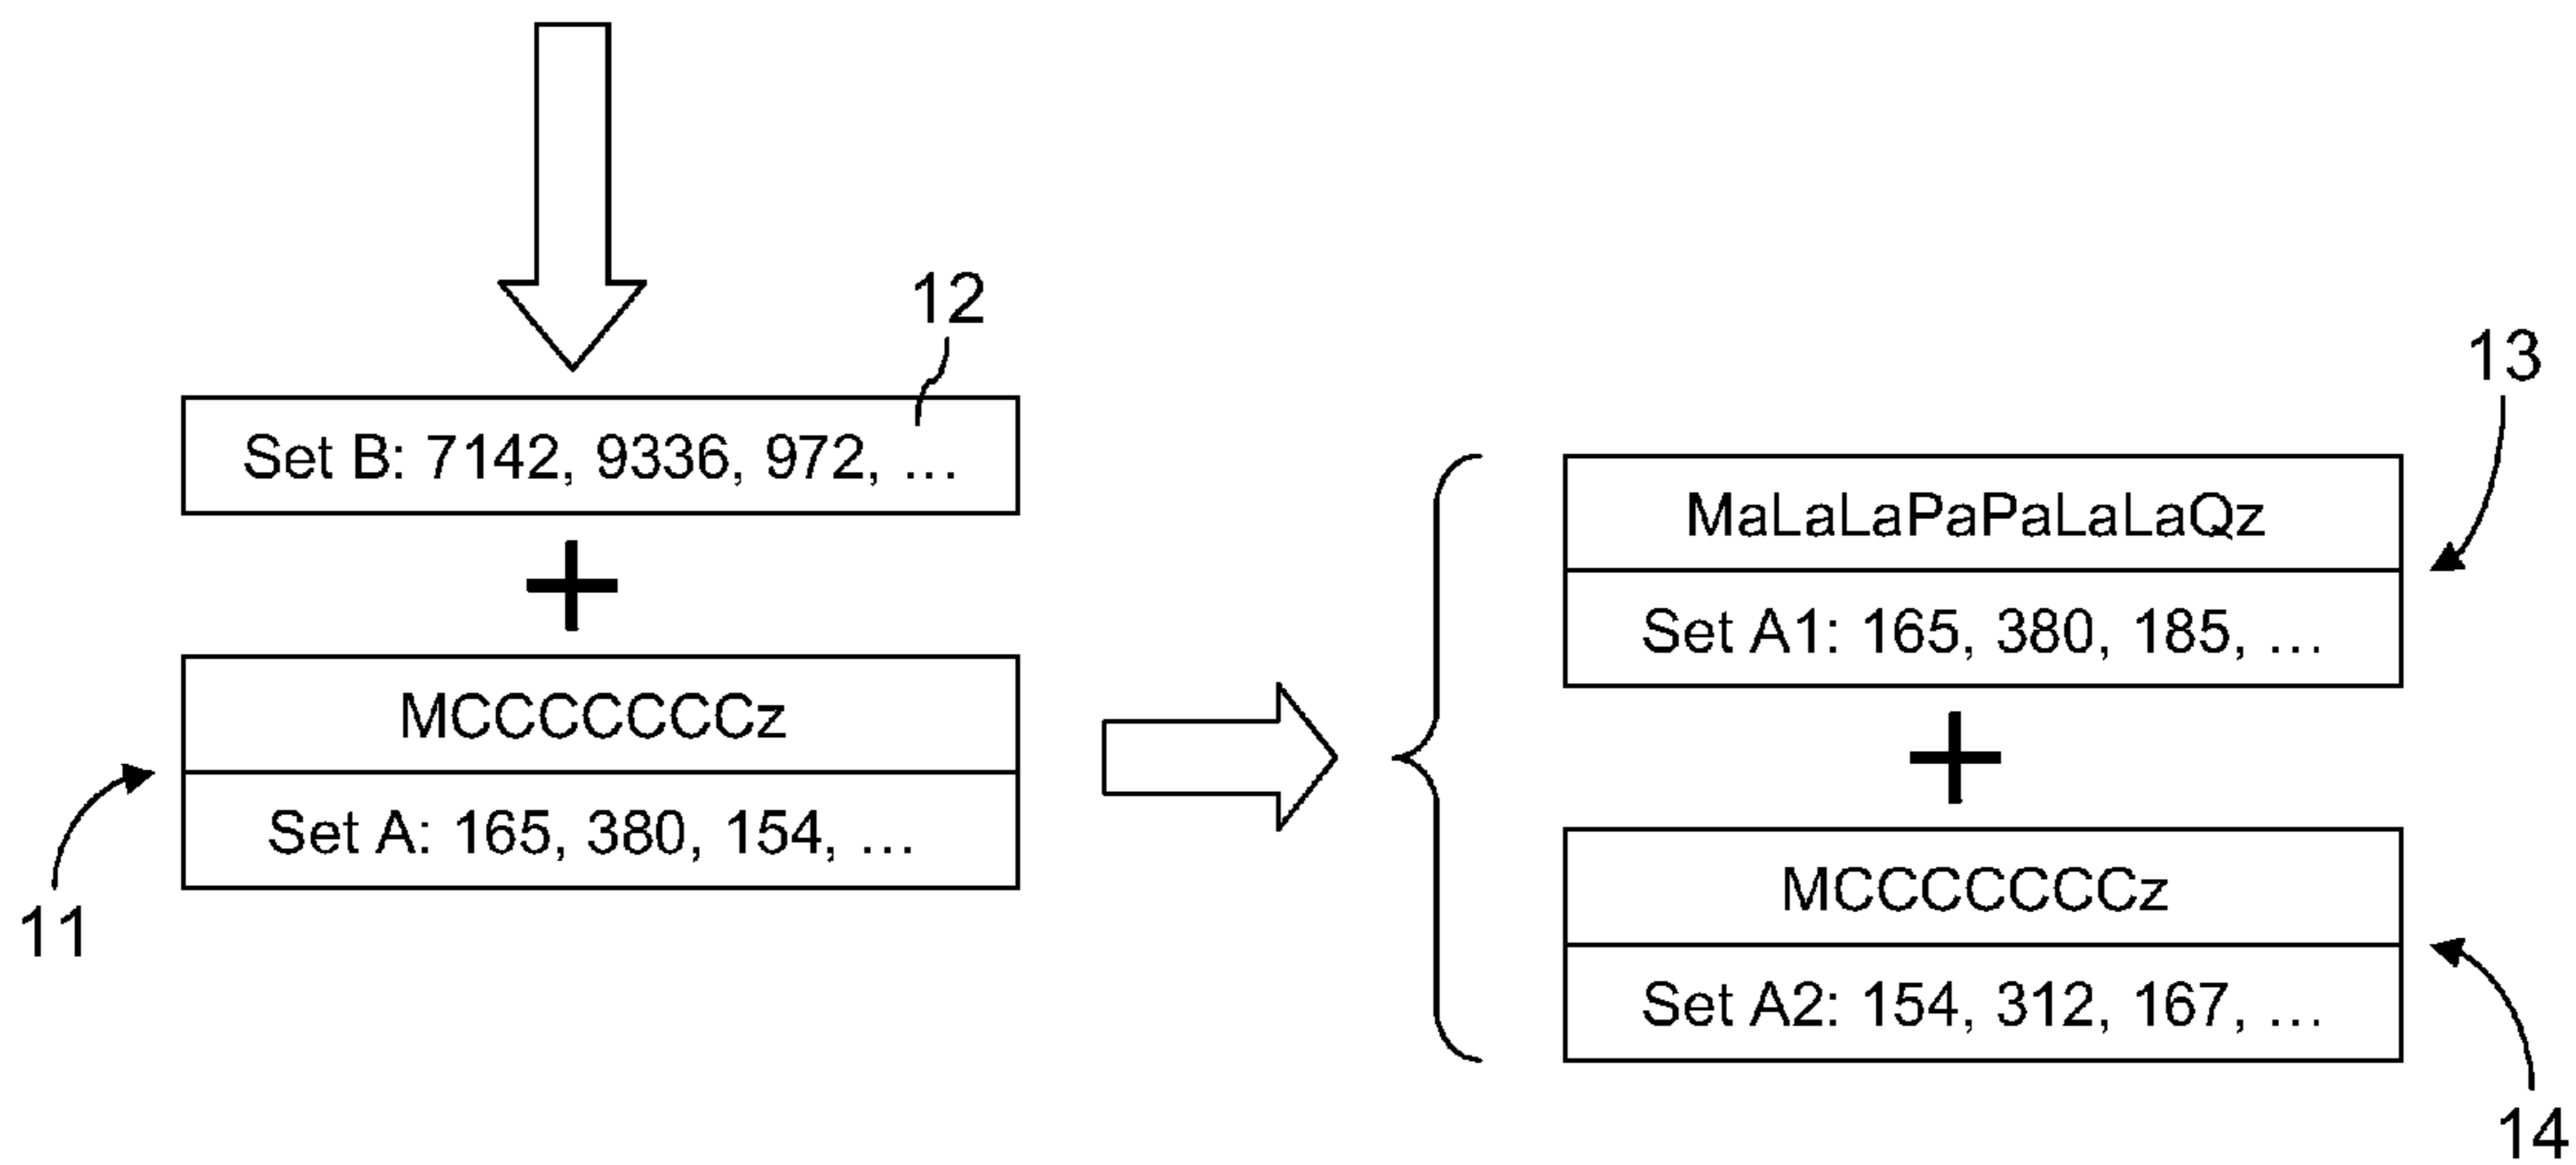 12
Set B: 7142, 9336, 972, ...
+
MCCCCCCCz
Set A: 165, 380, 154, ...
11
13
MaLaLaPaPaLaLaQz
Set A1: 165, 380, 185, ...
+
MCCCCCCCz
Set A2: 154, 312, 167, ...
14